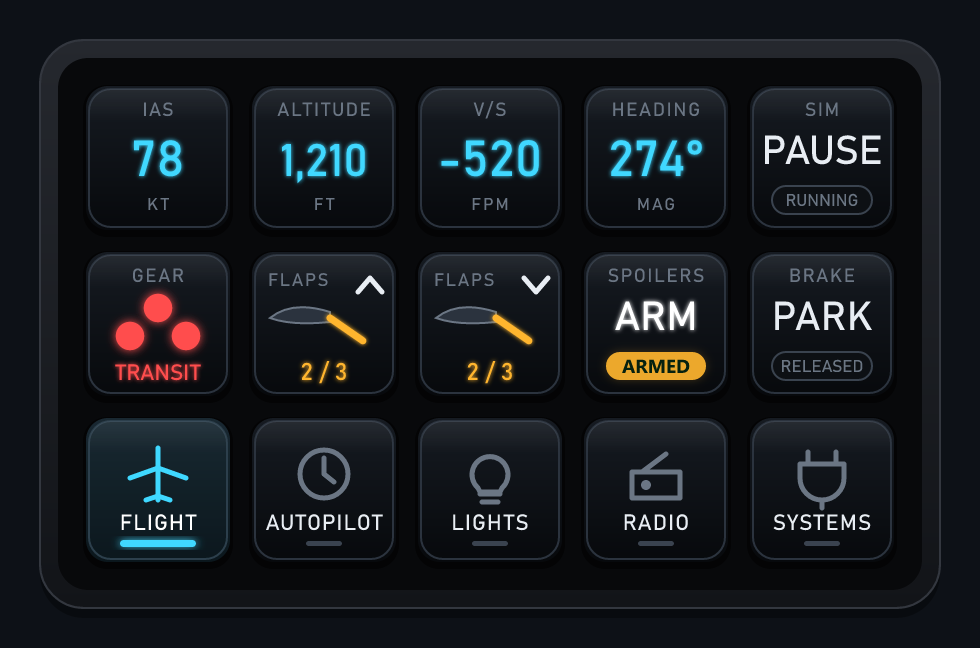 IAS
78
KT
ALTITUDE
1,210
FT
V/S
-520
FPM
HEADING
274°
MAG
SIM
PAUSE
RUNNING
GEAR
TRANSIT
FLAPS
2 / 3
FLAPS
2 / 3
SPOILERS
ARM
ARMED
BRAKE
PARK
RELEASED
FLIGHT
AUTOPILOT
LIGHTS
RADIO
SYSTEMS